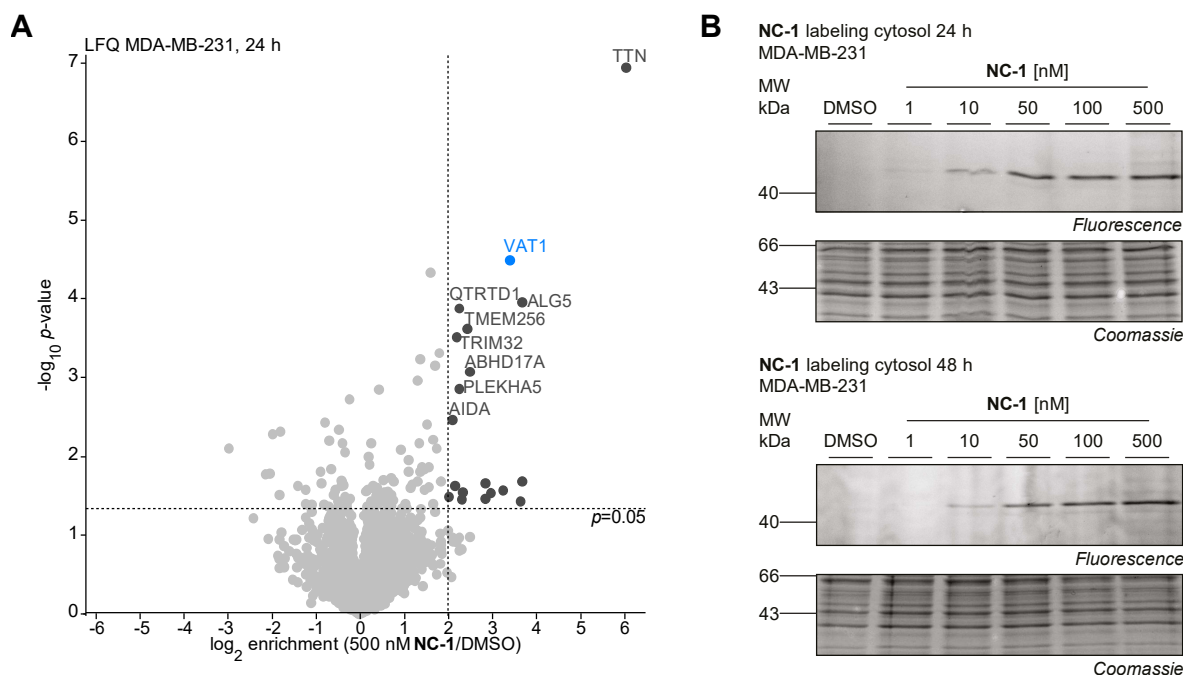 A
LFQ MDA-MB-231, 24 h
7
6
5
4
3
2
1
0
-log10 p-value
TTN
VAT1
QTRTD1
ALG5
TMEM256
TRIM32
ABHD17A
PLEKHA5
AIDA
p=0.05
-6 -5 -4 -3 -2 -1 0 1 2 3 4 5 6
log2 enrichment (500 nM NC-1/DMSO)
B
NC-1 labeling cytosol 24 h
MDA-MB-231
NC-1 [nM]
MW
kDa DMSO 1 10 50 100 500
40
Fluorescence
66
43
Coomassie
NC-1 labeling cytosol 48 h
MDA-MB-231
NC-1 [nM]
MW
kDa DMSO 1 10 50 100 500
40
Fluorescence
66
43
Coomassie